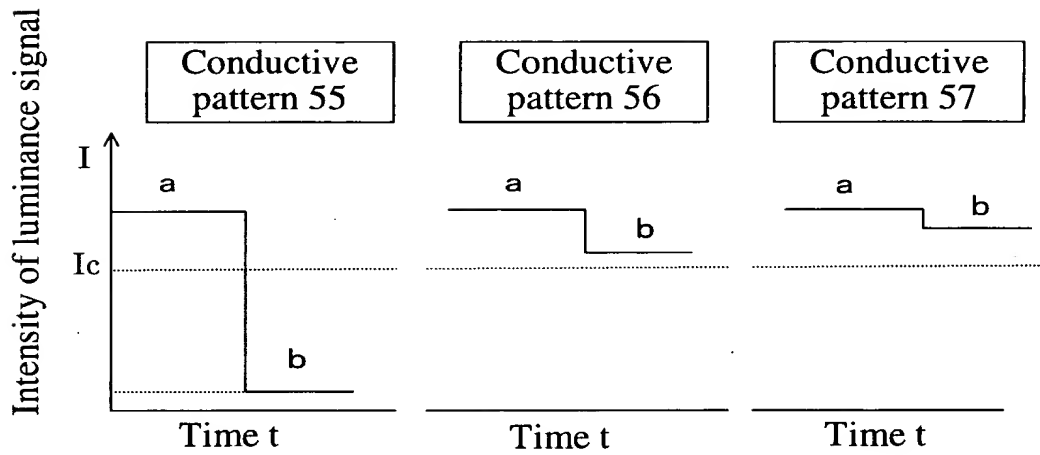 Intensity of luminance signal
Conductive
pattern 55
Conductive
pattern 56
Conductive
pattern 57
I
a
a
a
b
b
Ic
b
Time t
Time t
Time t